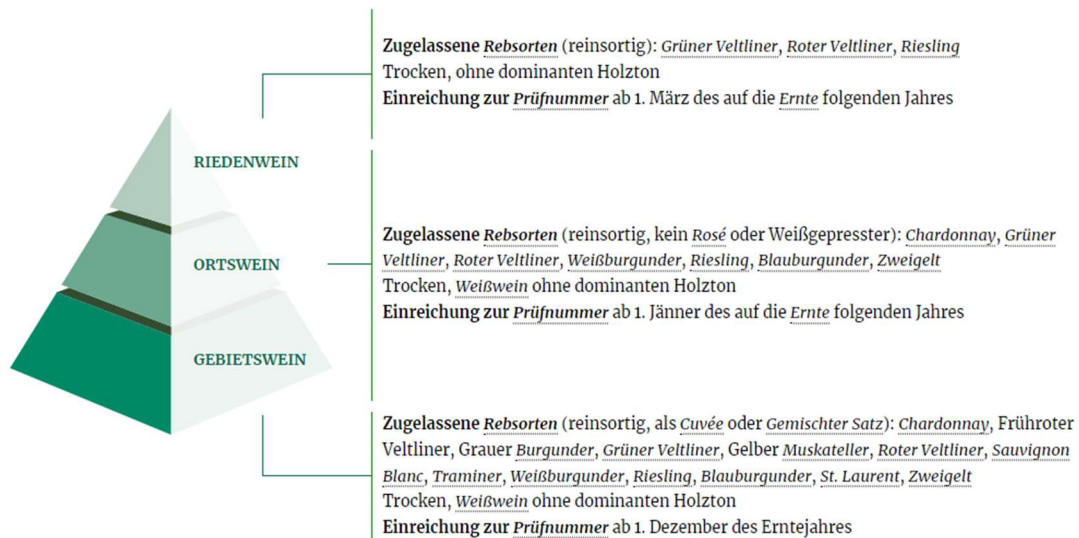 Zugelassene Rebsorten (reinsortig): Grüner Veltliner, Roter Veltliner, Riesling
Trocken, ohne dominanten Holzton
Einreichung zur Prüfnummer ab 1. März des auf die Ernte folgenden Jahres
RIEDENWEIN
Zugelassene Rebsorten (reinsortig, kein Rosé oder Weißgepresster): Chardonnay, Grüner
Veltliner, Roter Veltliner, Weißburgunder, Riesling, Blauburgunder, Zweigelt
Trocken, Weißwein ohne dominanten Holzton
Einreichung zur Prüfnummer ab 1. Jänner des auf die Ernte folgenden Jahres
ORTSWEIN
GEBIETSWEIN
Zugelassene Rebsorten (reinsortig, als Cuvée oder Gemischter Satz): Chardonnay, Frühroter
Veltliner, Grauer Burgunder, Grüner Veltliner, Gelber Muskateller, Roter Veltliner, Sauvignon
Blanc, Traminer, Weißburgunder, Riesling, Blauburgunder, St. Laurent, Zweigelt
Trocken, Weißwein ohne dominanten Holzton
Einreichung zur Prüfnummer ab 1. Dezember des Erntejahres